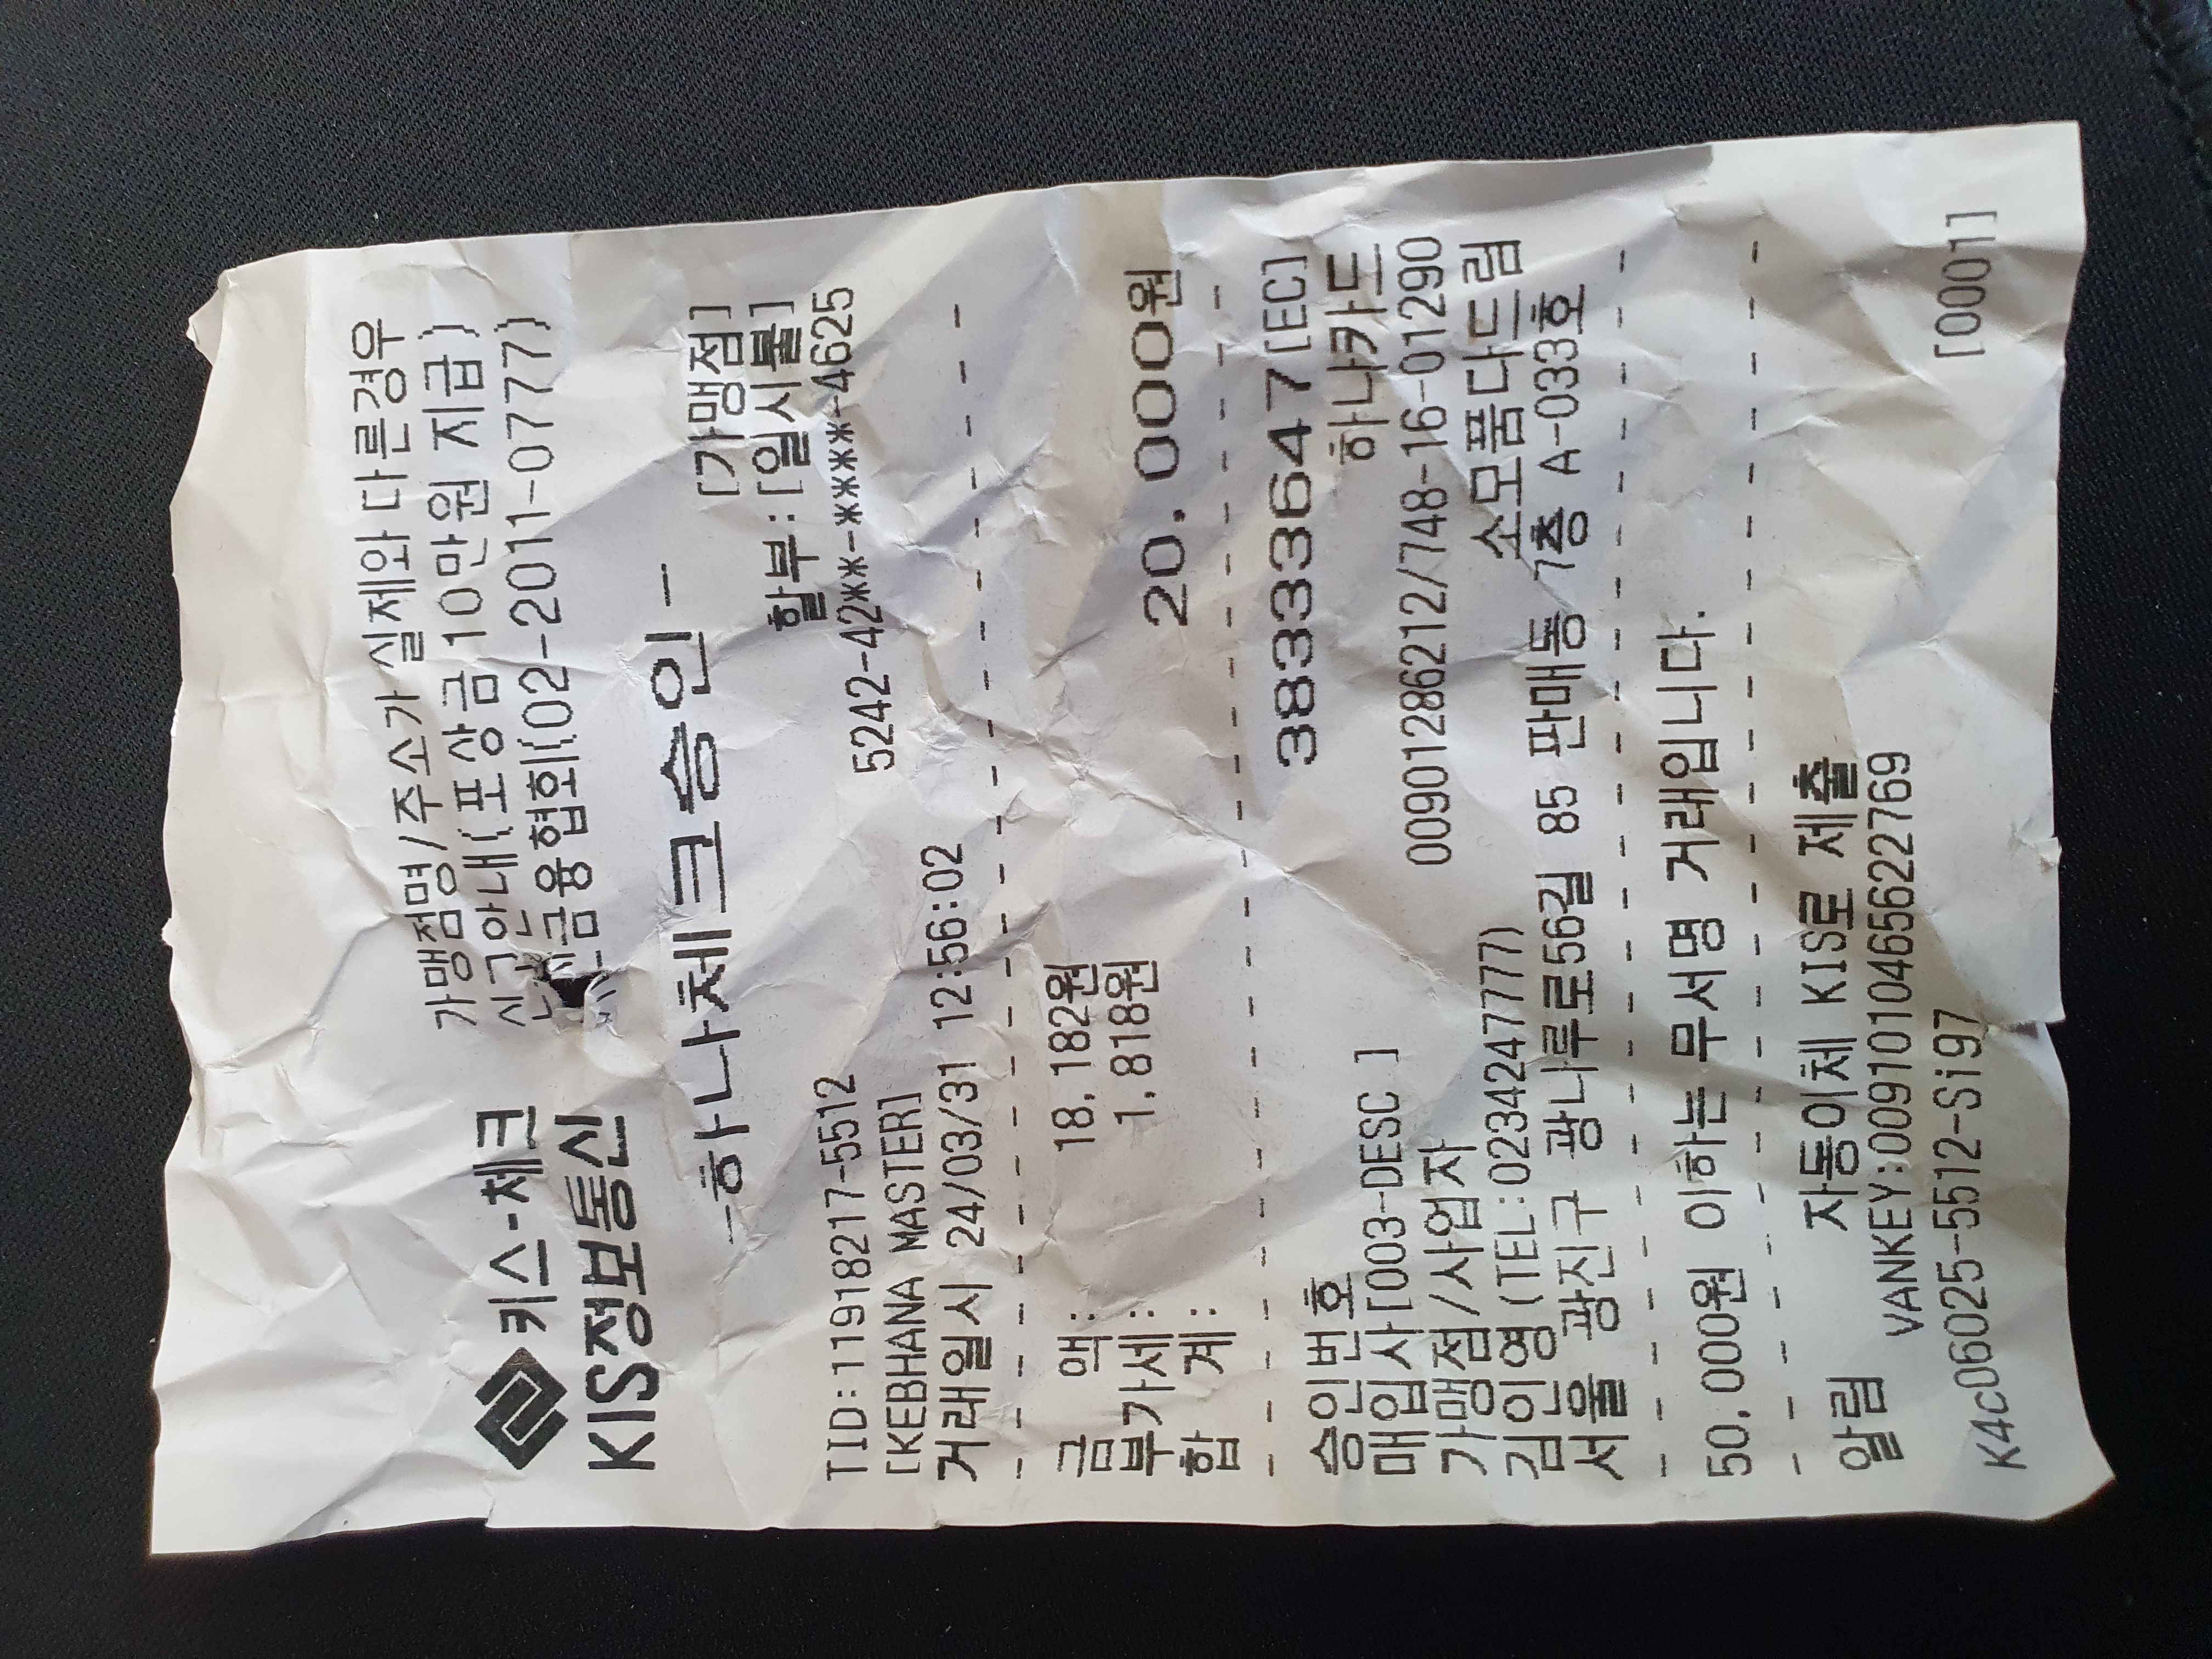 키스-체크
KIS정보통신
가맹점명/주소가 실제와 다른경우
신고안내(포상금10만원 지급)
금융협회(02-2011-0777)
-하나체크승인-
[가맹점]
TID:11918217-5512 할부:[일시불]
[KEBHANA MASTER] 5242-42**-****-4625
거래일시 24/03/31 12:56:02
금 액: 18,182원
부가세: 1,818원
합 계: 20,000원
승인번호 38333647[EC]
매입사[003-DESC ] 하나카드
가맹점/사업자 00901286212/748-16-01290
김인영(TEL:0234247777) 소모품다드림
서울 광진구 광나루로56길 85 판매동 7층 A-033호
50,000원 이하는 무서명 거래입니다.
알림 자동이체 KIS로 제출
VANKEY:0091010465622769
K4c06025-5512-Si97 [0001]